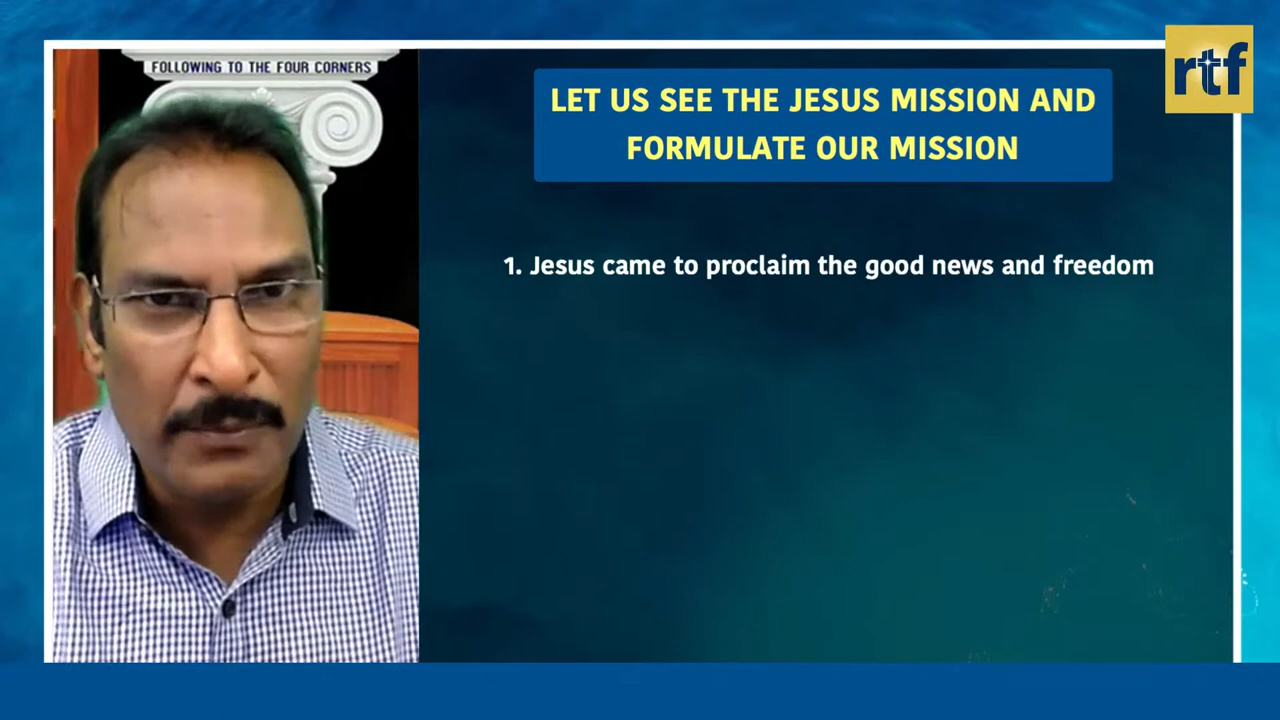 FOLLOWING TO THE FOUR CORNERS
rtf
LET US SEE THE JESUS MISSION AND
FORMULATE OUR MISSION
1. Jesus came to proclaim the good news and freedom